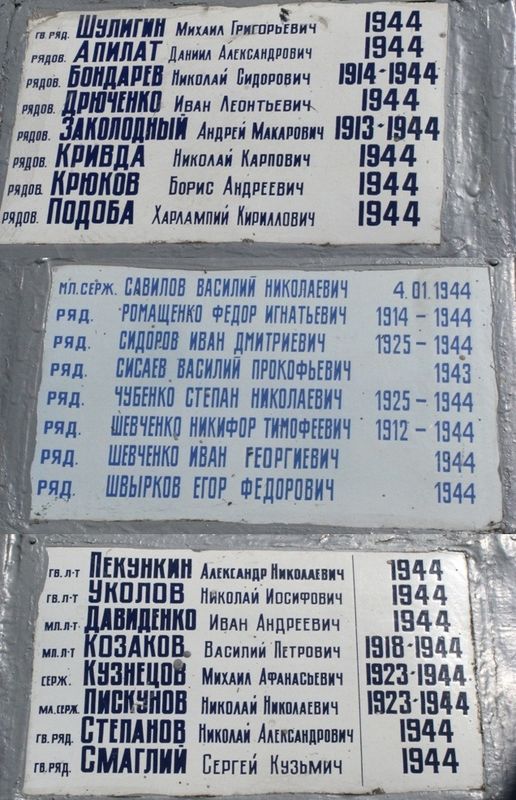 гв. ряд. ШУЛИГИН Михаил Григорьевич 1944
рядов. АПИЛАТ Даниил Александрович 1944
рядов. БОНДАРЕВ Николай Сидорович 1914-1944
рядов. ДРЮЧЕНКО Иван Леонтьевич 1944
рядов. ЗАКОЛОДНЫЙ Андрей Макарович 1913-1944
рядов. КРИВДА Николай Карпович 1944
рядов. КРЮКОВ Борис Андреевич 1944
рядов. ПОДОБА Харлампий Кириллович 1944
мл. серж. САВИЛОВ ВАСИЛИЙ НИКОЛАЕВИЧ 4.01.1944
ряд. РОМАЩЕНКО ФЕДОР ИГНАТЬЕВИЧ 1914 - 1944
ряд. СИДОРОВ ИВАН ДМИТРИЕВИЧ 1925 - 1944
ряд. СИСАЕВ ВАСИЛИЙ ПРОКОФЬЕВИЧ 1943
ряд. ЧУБЕНКО СТЕПАН НИКОЛАЕВИЧ 1925 - 1944
ряд. ШЕВЧЕНКО НИКИФОР ТИМОФЕЕВИЧ 1912 - 1944
ряд. ШЕВЧЕНКО ИВАН ГЕОРГИЕВИЧ 1944
ряд. ШВЫРКОВ ЕГОР ФЕДОРОВИЧ 1944
гв. л-т ПЕКУНКИН Александр Николаевич 1944
гв. л-т УКОЛОВ Николай Иосифович 1944
мл. л-т ДАВИДЕНКО Иван Андреевич 1944
мл. л-т КОЗАКОВ Василий Петрович 1918-1944
серж. КУЗНЕЦОВ Михаил Афанасьевич 1923-1944
мл. серж. ПИСКУНОВ Николай Николаевич 1923-1944
гв. ряд. СТЕПАНОВ Николай Александрович 1944
гв. ряд. СМАГЛИЙ Сергей Кузьмич 1944